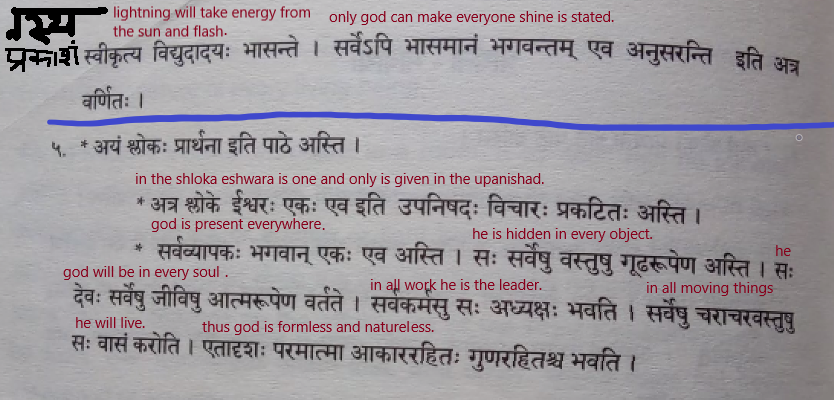 lightning will take energy from
the sun and flash.
only god can make everyone shine is stated.
प्रकाशं स्वीकृत्य विद्युदादयः भासन्ते । सर्वेऽपि भासमानं भगवन्तम् एव अनुसरन्ति इति अत्र
वर्णितः ।
५. * अयं श्लोकः प्रार्थना इति पाठे अस्ति ।
in the shloka eshwara is one and only is given in the upanishad.
* अत्र श्लोके ईश्वरः एकः एव इति उपनिषदः विचारः प्रकटितः अस्ति ।
god is present everywhere.
he is hidden in every object.
he
* सर्वव्यापकः भगवान् एकः एव अस्ति । सः सर्वेषु वस्तुषु गूढरूपेण अस्ति । सः
god will be in every soul .
in all work he is the leader.
in all moving things
देवः सर्वेषु जीविषु आत्मरूपेण वर्तते । सर्वकर्मसु सः अध्यक्षः भवति । सर्वेषु चराचरवस्तुषु
he will live.
thus god is formless and natureless.
सः वासं करोति । एतादृशः परमात्मा आकाररहितः गुणरहितश्च भवति ।